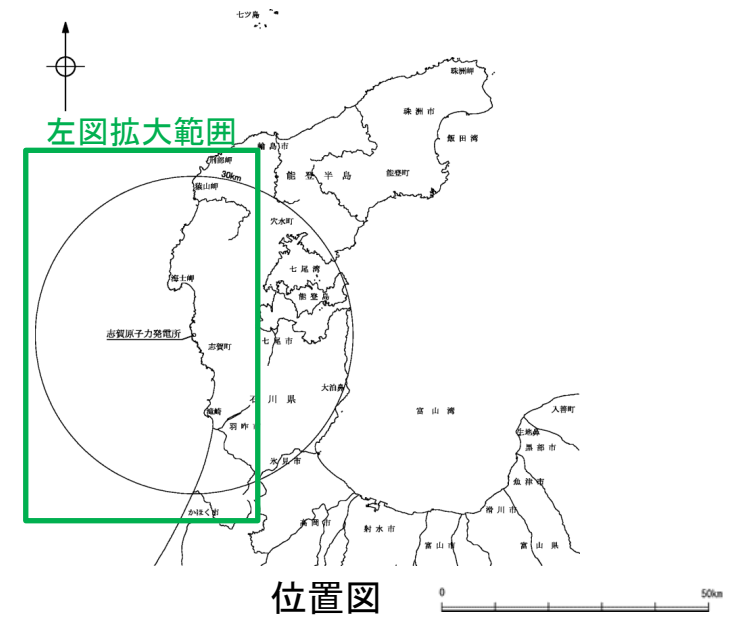 七ツ島
珠洲岬
珠洲市
左図拡大範囲
飯田湾
輪島市
刑部岬
能登半島
能登町
30km
猿山岬
穴水町
七尾湾
海士岬
能登島
志賀原子力発電所
七尾市
志賀町
大泊鼻
石川県
滝崎
富山湾
入善町
羽咋市
生地鼻
黒部市
氷見市
魚津市
かほく市
滑川市
高岡市
射水市
富山市
富山県
位置図
0
50km